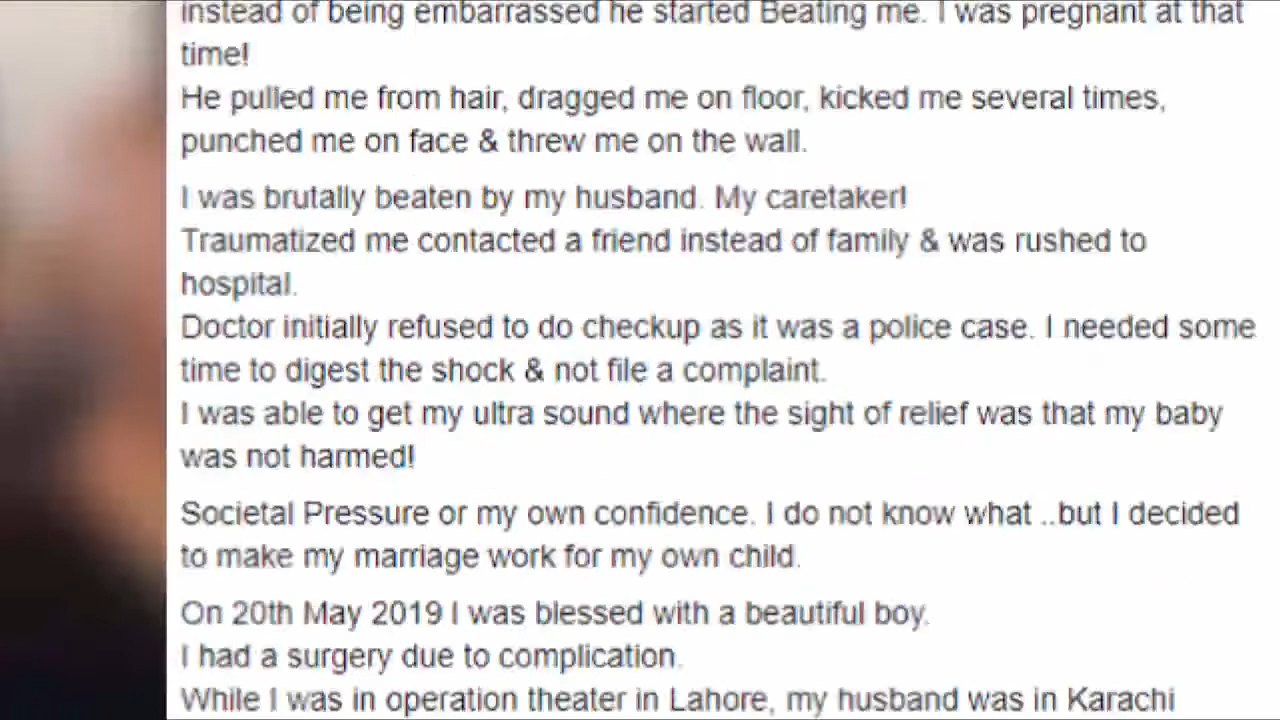 instead of being embarrassed he started Beating me. I was pregnant at that
time!
He pulled me from hair, dragged me on floor, kicked me several times,
punched me on face & threw me on the wall.
I was brutally beaten by my husband. My caretaker!
Traumatized me contacted a friend instead of family & was rushed to
hospital.
Doctor initially refused to do checkup as it was a police case. I needed some
time to digest the shock & not file a complaint.
I was able to get my ultra sound where the sight of relief was that my baby
was not harmed!
Societal Pressure or my own confidence. I do not know what ..but I decided
to make my marriage work for my own child.
On 20th May 2019 I was blessed with a beautiful boy.
I had a surgery due to complication.
While I was in operation theater in Lahore, my husband was in Karachi